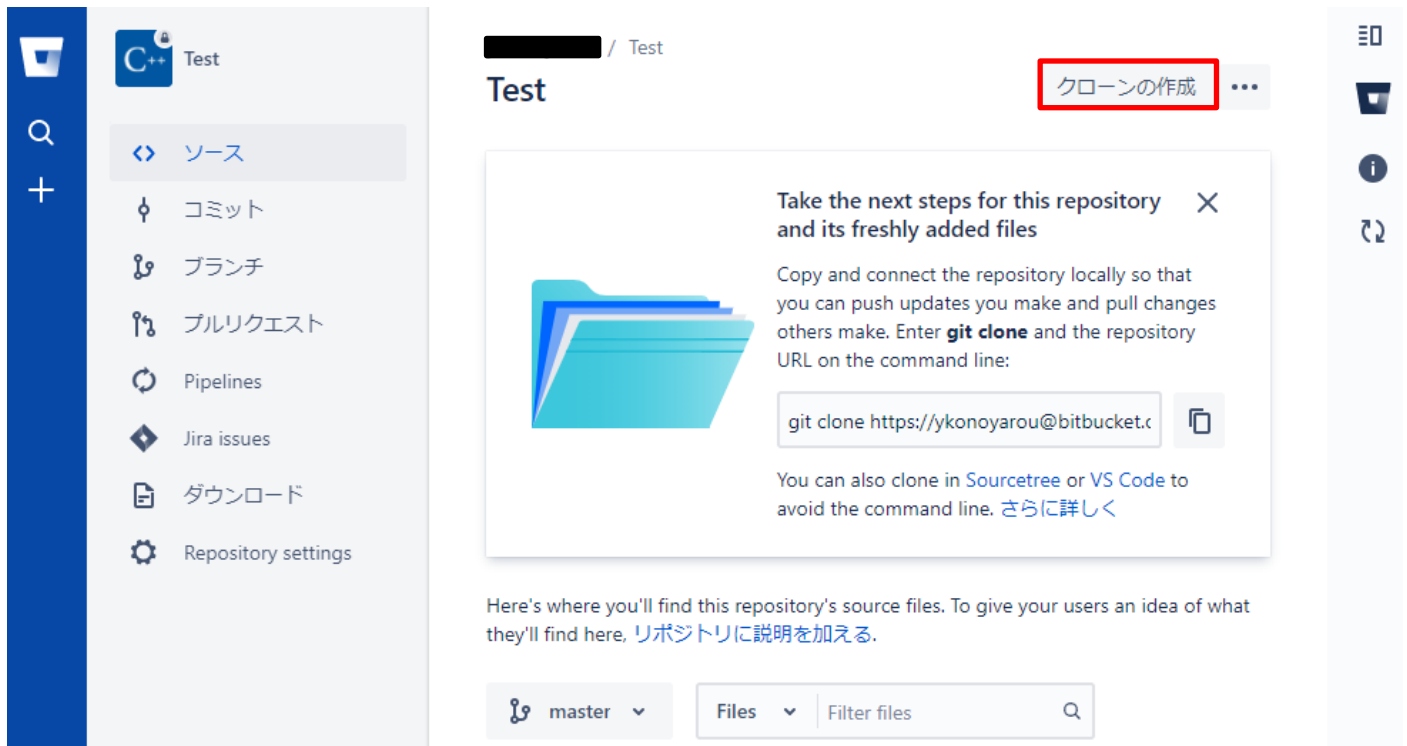 C++
Test
ソース
コミット
ブランチ
プルリクエスト
Pipelines
Jira issues
ダウンロード
Repository settings
/ Test
Test
クローンの作成
Take the next steps for this repository
and its freshly added files
Copy and connect the repository locally so that
you can push updates you make and pull changes
others make. Enter git clone and the repository
URL on the command line:
git clone https://ykonoyarou@bitbucket.c
You can also clone in Sourcetree or VS Code to
avoid the command line. さらに詳しく
Here's where you'll find this repository's source files. To give your users an idea of what
they'll find here, リポジトリに説明を加える.
master
Files
Filter files